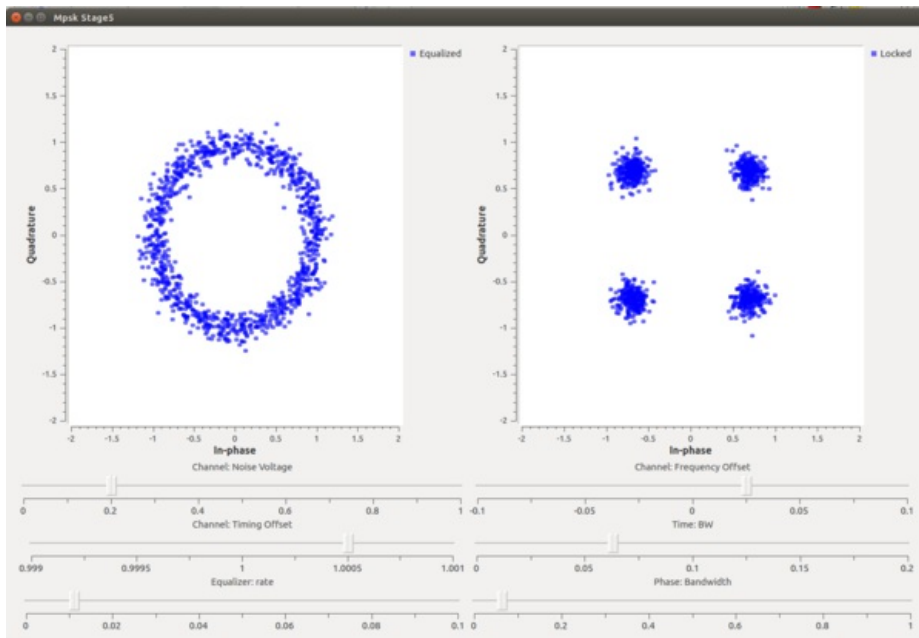 Mpsk Stage5
2
1.5
1
0.5
0
-0.5
-1
-1.5
-2
Quadrature
-2 -1.5 -1 -0.5 0 0.5 1 1.5 2
In-phase
Equalized
2
1.5
1
0.5
0
-0.5
-1
-1.5
-2
Quadrature
-2 -1.5 -1 -0.5 0 0.5 1 1.5 2
In-phase
Locked
Channel: Noise Voltage
0 0.2 0.4 0.6 0.8 1
Channel: Frequency Offset
-0.1 -0.05 0 0.05 0.1
Channel: Timing Offset
0.999 0.9995 1 1.0005 1.001
Time: BW
0 0.05 0.1 0.15 0.2
Equalizer: rate
0 0.02 0.04 0.06 0.08 0.1
Phase: Bandwidth
0 0.2 0.4 0.6 0.8 1